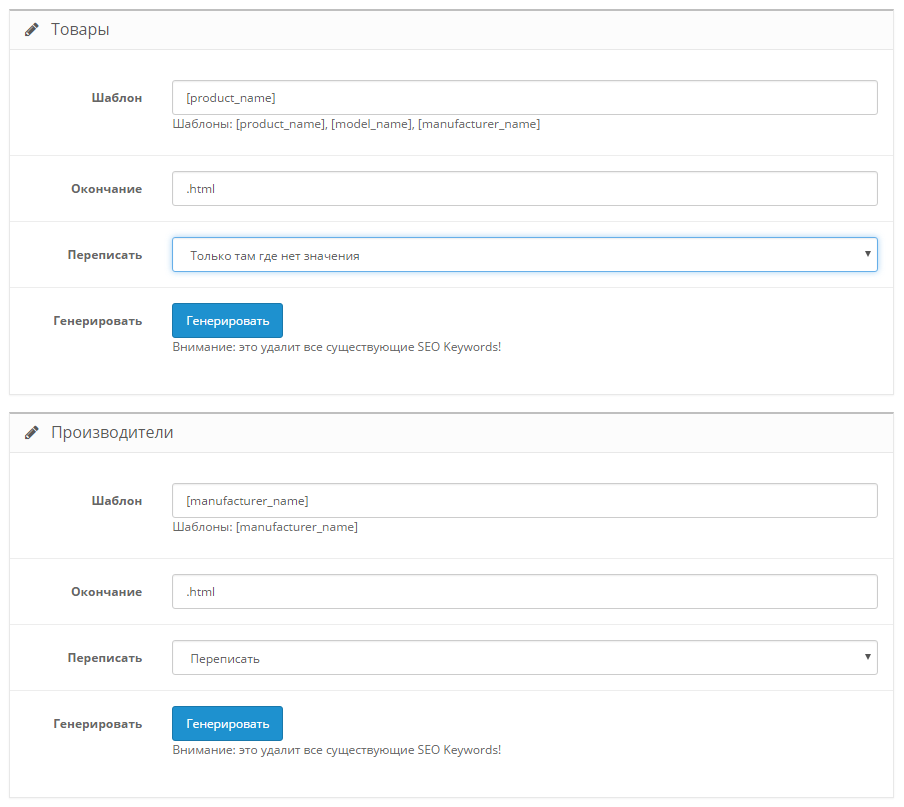 Товары
Шаблон [product_name]
Шаблоны: [product_name], [model_name], [manufacturer_name]
Окончание .html
Переписать Только там где нет значения
Генерировать Генерировать
Внимание: это удалит все существующие SEO Keywords!
Производители
Шаблон [manufacturer_name]
Шаблоны: [manufacturer_name]
Окончание .html
Переписать Переписать
Генерировать Генерировать
Внимание: это удалит все существующие SEO Keywords!